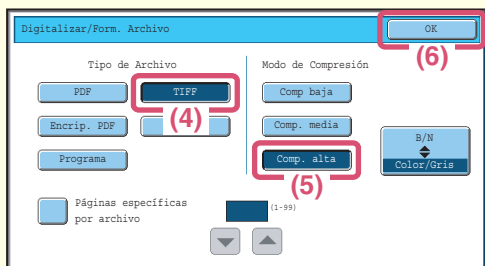 Digitalizar/Form. Archivo
OK
(6)
Tipo de Archivo
Modo de Compresión
PDF
TIFF
Comp baja
(4)
Encrip. PDF
Comp. media
B/N
Color/Gris
Programa
Comp. alta
(5)
Páginas específicas
por archivo
(1-99)